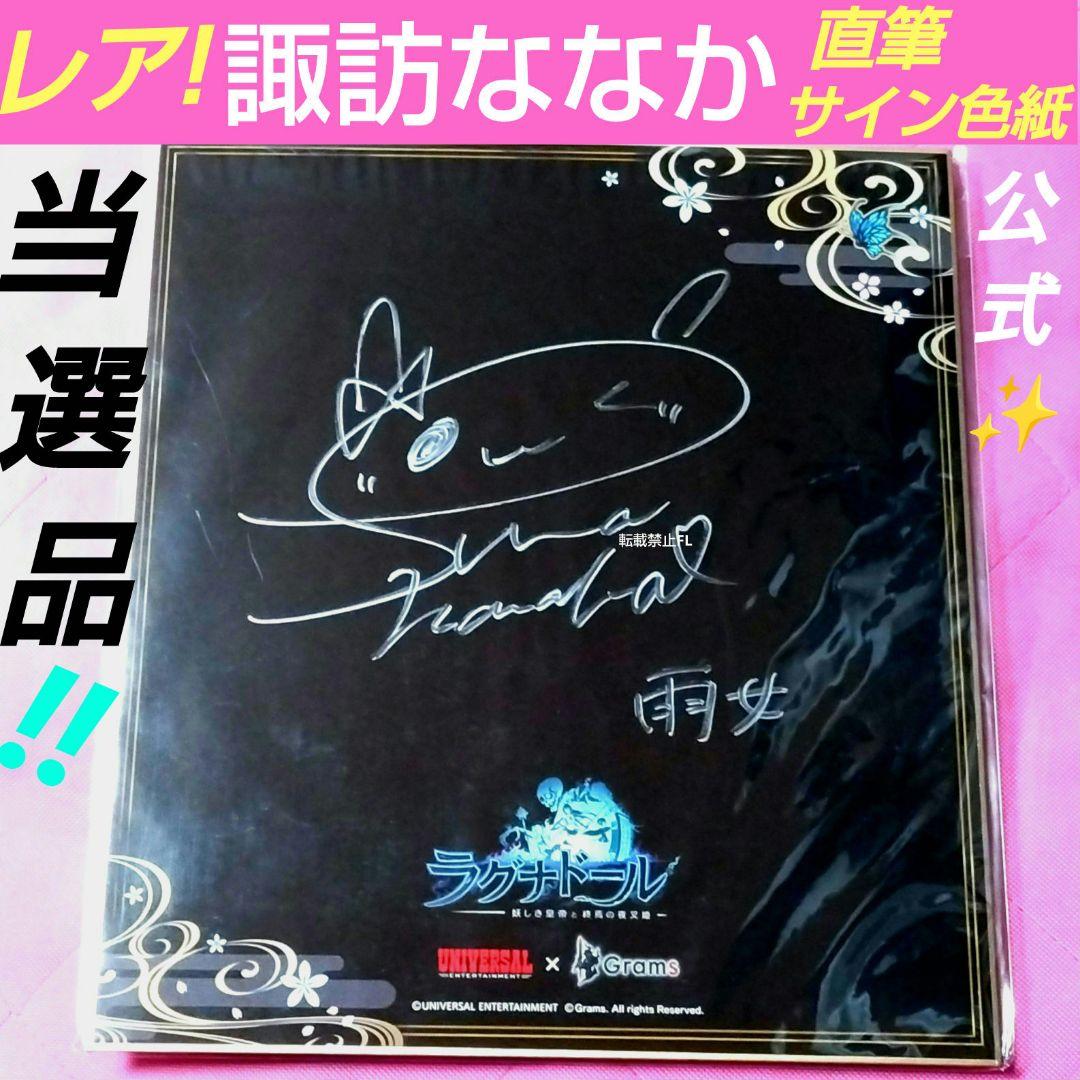 レア!諏訪ななか
直筆
サイン色紙
当選品!!
公式✨
Suwa
Nanaka
転載禁止FL
雨女
ラグナドール
妖しき皇帝と終焉の夜叉姫
UNIVERSAL
ENTERTAINMENT
×
Grams
©UNIVERSAL ENTERTAINMENT ©Grams. All rights Reserved.